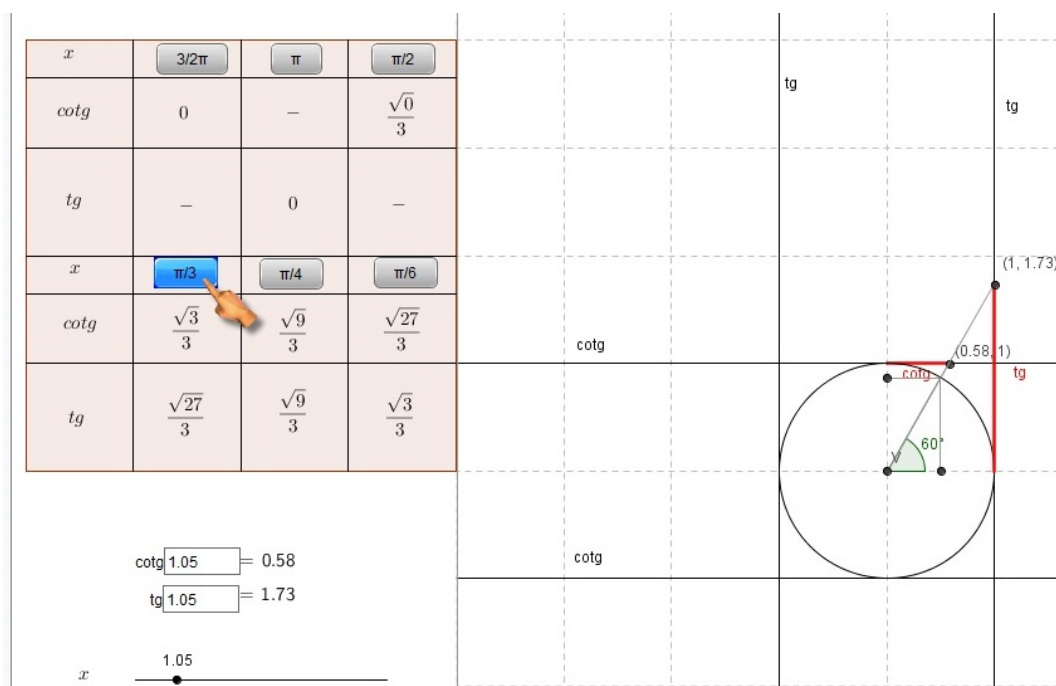 x 3/2π π π/2
cotg 0 – √0/3
tg – 0 –
x π/3 π/4 π/6
cotg √3/3 √9/3 √27/3
tg √27/3 √9/3 √3/3
cotg 1.05 = 0.58
tg 1.05 = 1.73
1.05
x
tg
tg
(1, 1.73)
cotg
(0.58, 1)
cotg
tg
60°
cotg